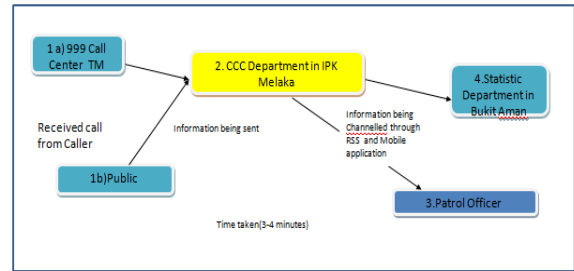 1 a) 999 Call
Center TM
2. CCC Department in IPK
Melaka
4.Statistic
Department in
Bukit Aman
Received call
from Caller
Information being sent
Information being
Channelled through
RSS and Mobile
application
1b)Public
3.Patrol Officer
Time taken(3-4 minutes)